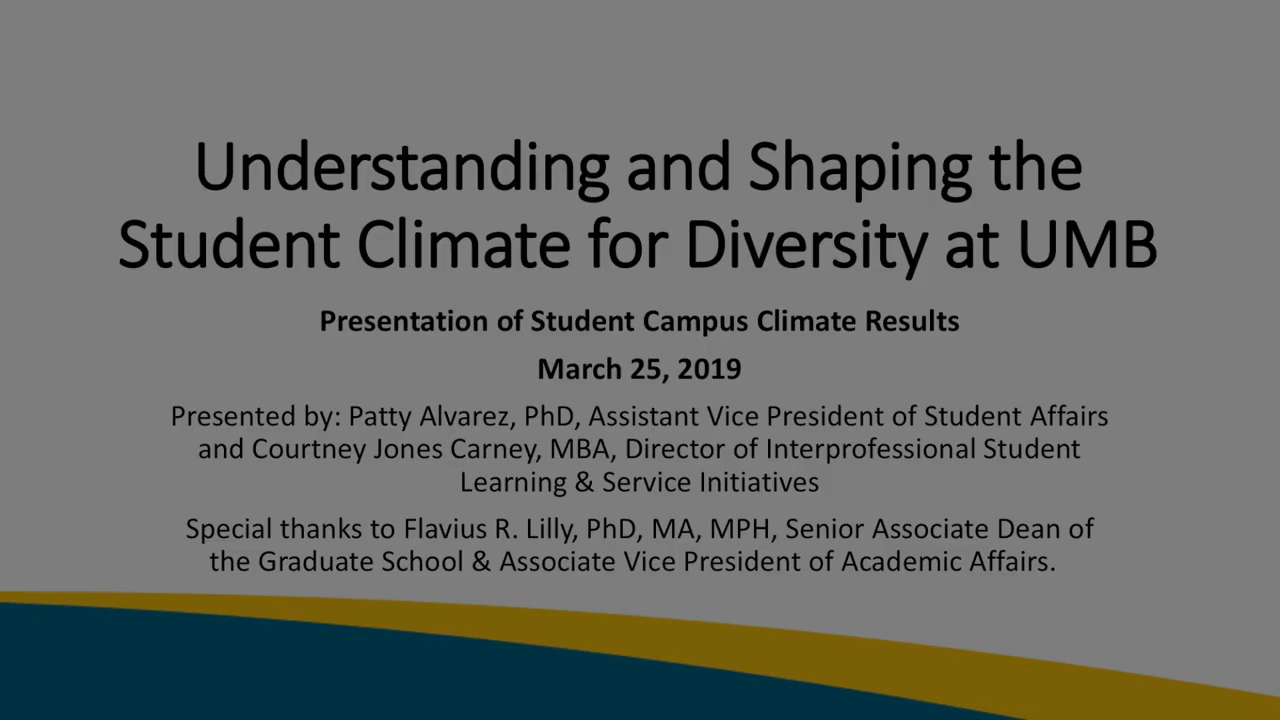 Understanding and Shaping the
Student Climate for Diversity at UMB
Presentation of Student Campus Climate Results
March 25, 2019
Presented by: Patty Alvarez, PhD, Assistant Vice President of Student Affairs
and Courtney Jones Carney, MBA, Director of Interprofessional Student
Learning & Service Initiatives
Special thanks to Flavius R. Lilly, PhD, MA, MPH, Senior Associate Dean of
the Graduate School & Associate Vice President of Academic Affairs.